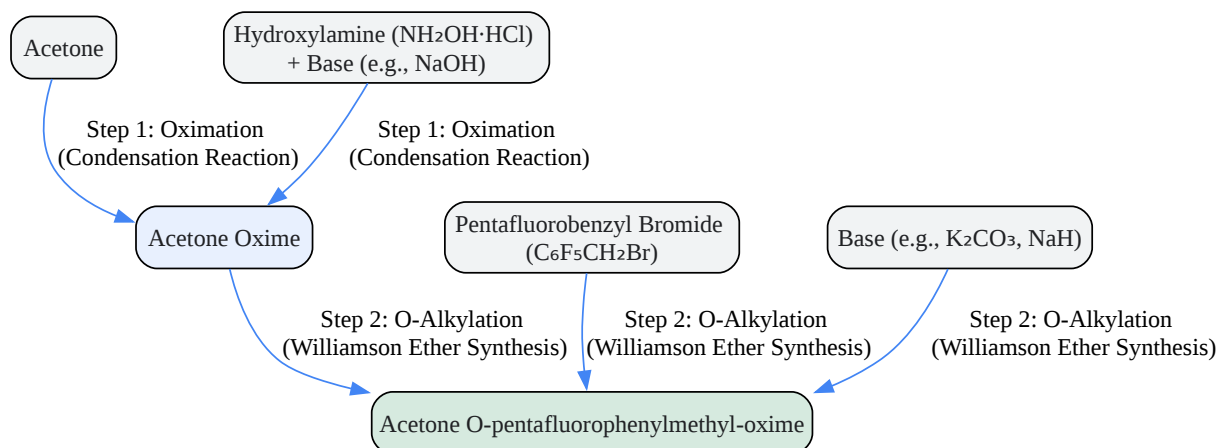 Acetone
Hydroxylamine (NH₂OH·HCl)
+ Base (e.g., NaOH)
Step 1: Oximation
(Condensation Reaction)
Step 1: Oximation
(Condensation Reaction)
Acetone Oxime
Pentafluorobenzyl Bromide
(C₆F₅CH₂Br)
Base (e.g., K₂CO₃, NaH)
Step 2: O-Alkylation
(Williamson Ether Synthesis)
Step 2: O-Alkylation
(Williamson Ether Synthesis)
Step 2: O-Alkylation
(Williamson Ether Synthesis)
Acetone O-pentafluorophenylmethyl-oxime